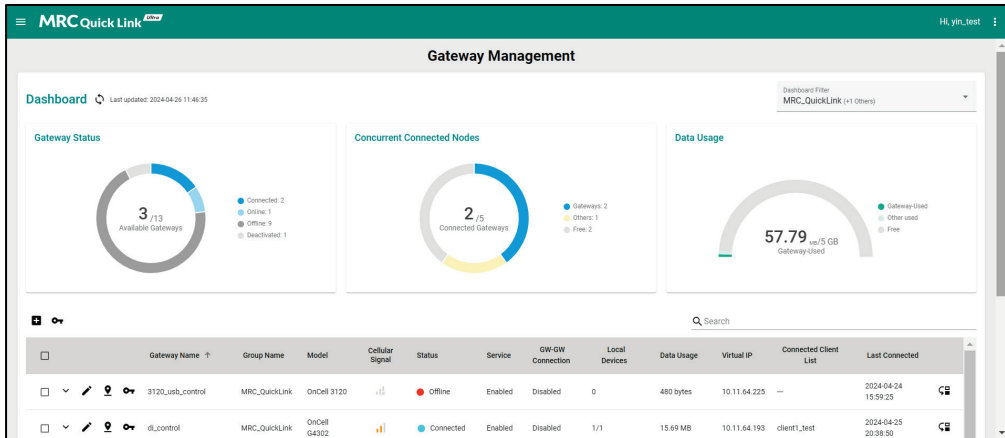 MRC Quick Link Ultra
Hi, yin_test
Gateway Management
Dashboard Last updated: 2024-04-26 11:46:35
Dashboard Filter
MRC_QuickLink (+1 Others)
Gateway Status
3 /13
Available Gateways
Connected: 2
Online: 1
Offline: 9
Deactivated: 1
Concurrent Connected Nodes
2 /5
Connected Gateways
Gateways: 2
Others: 1
Free: 2
Data Usage
57.79 MB/5 GB
Gateway-Used
Gateway-Used
Other used
Free
Search
Gateway Name Group Name Model Cellular Signal Status Service GW-GW Connection Local Devices Data Usage Virtual IP Connected Client List Last Connected
3120_usb_control MRC_QuickLink OnCell 3120 Offline Enabled Disabled 0 480 bytes 10.11.64.225 --- 2024-04-24 15:59:25
di_control MRC_QuickLink OnCell G4302 Connected Enabled Disabled 1/1 15.69 MB 10.11.64.193 client1_test 2024-04-25 20:38:50